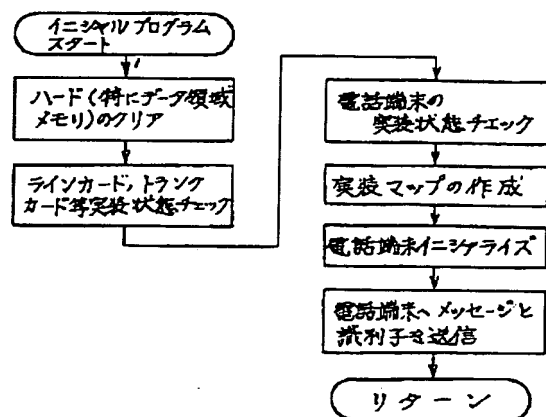 イニシャルプログラム
スタート
ハード(特にデータ領域
メモリ)のクリア
ラインカード,トランク
カード等実装状態チェック
電話端末の
実装状態チェック
実装マップの作成
電話端末イニシアライズ
電話端末へメッセージと
識別子を送信
リターン